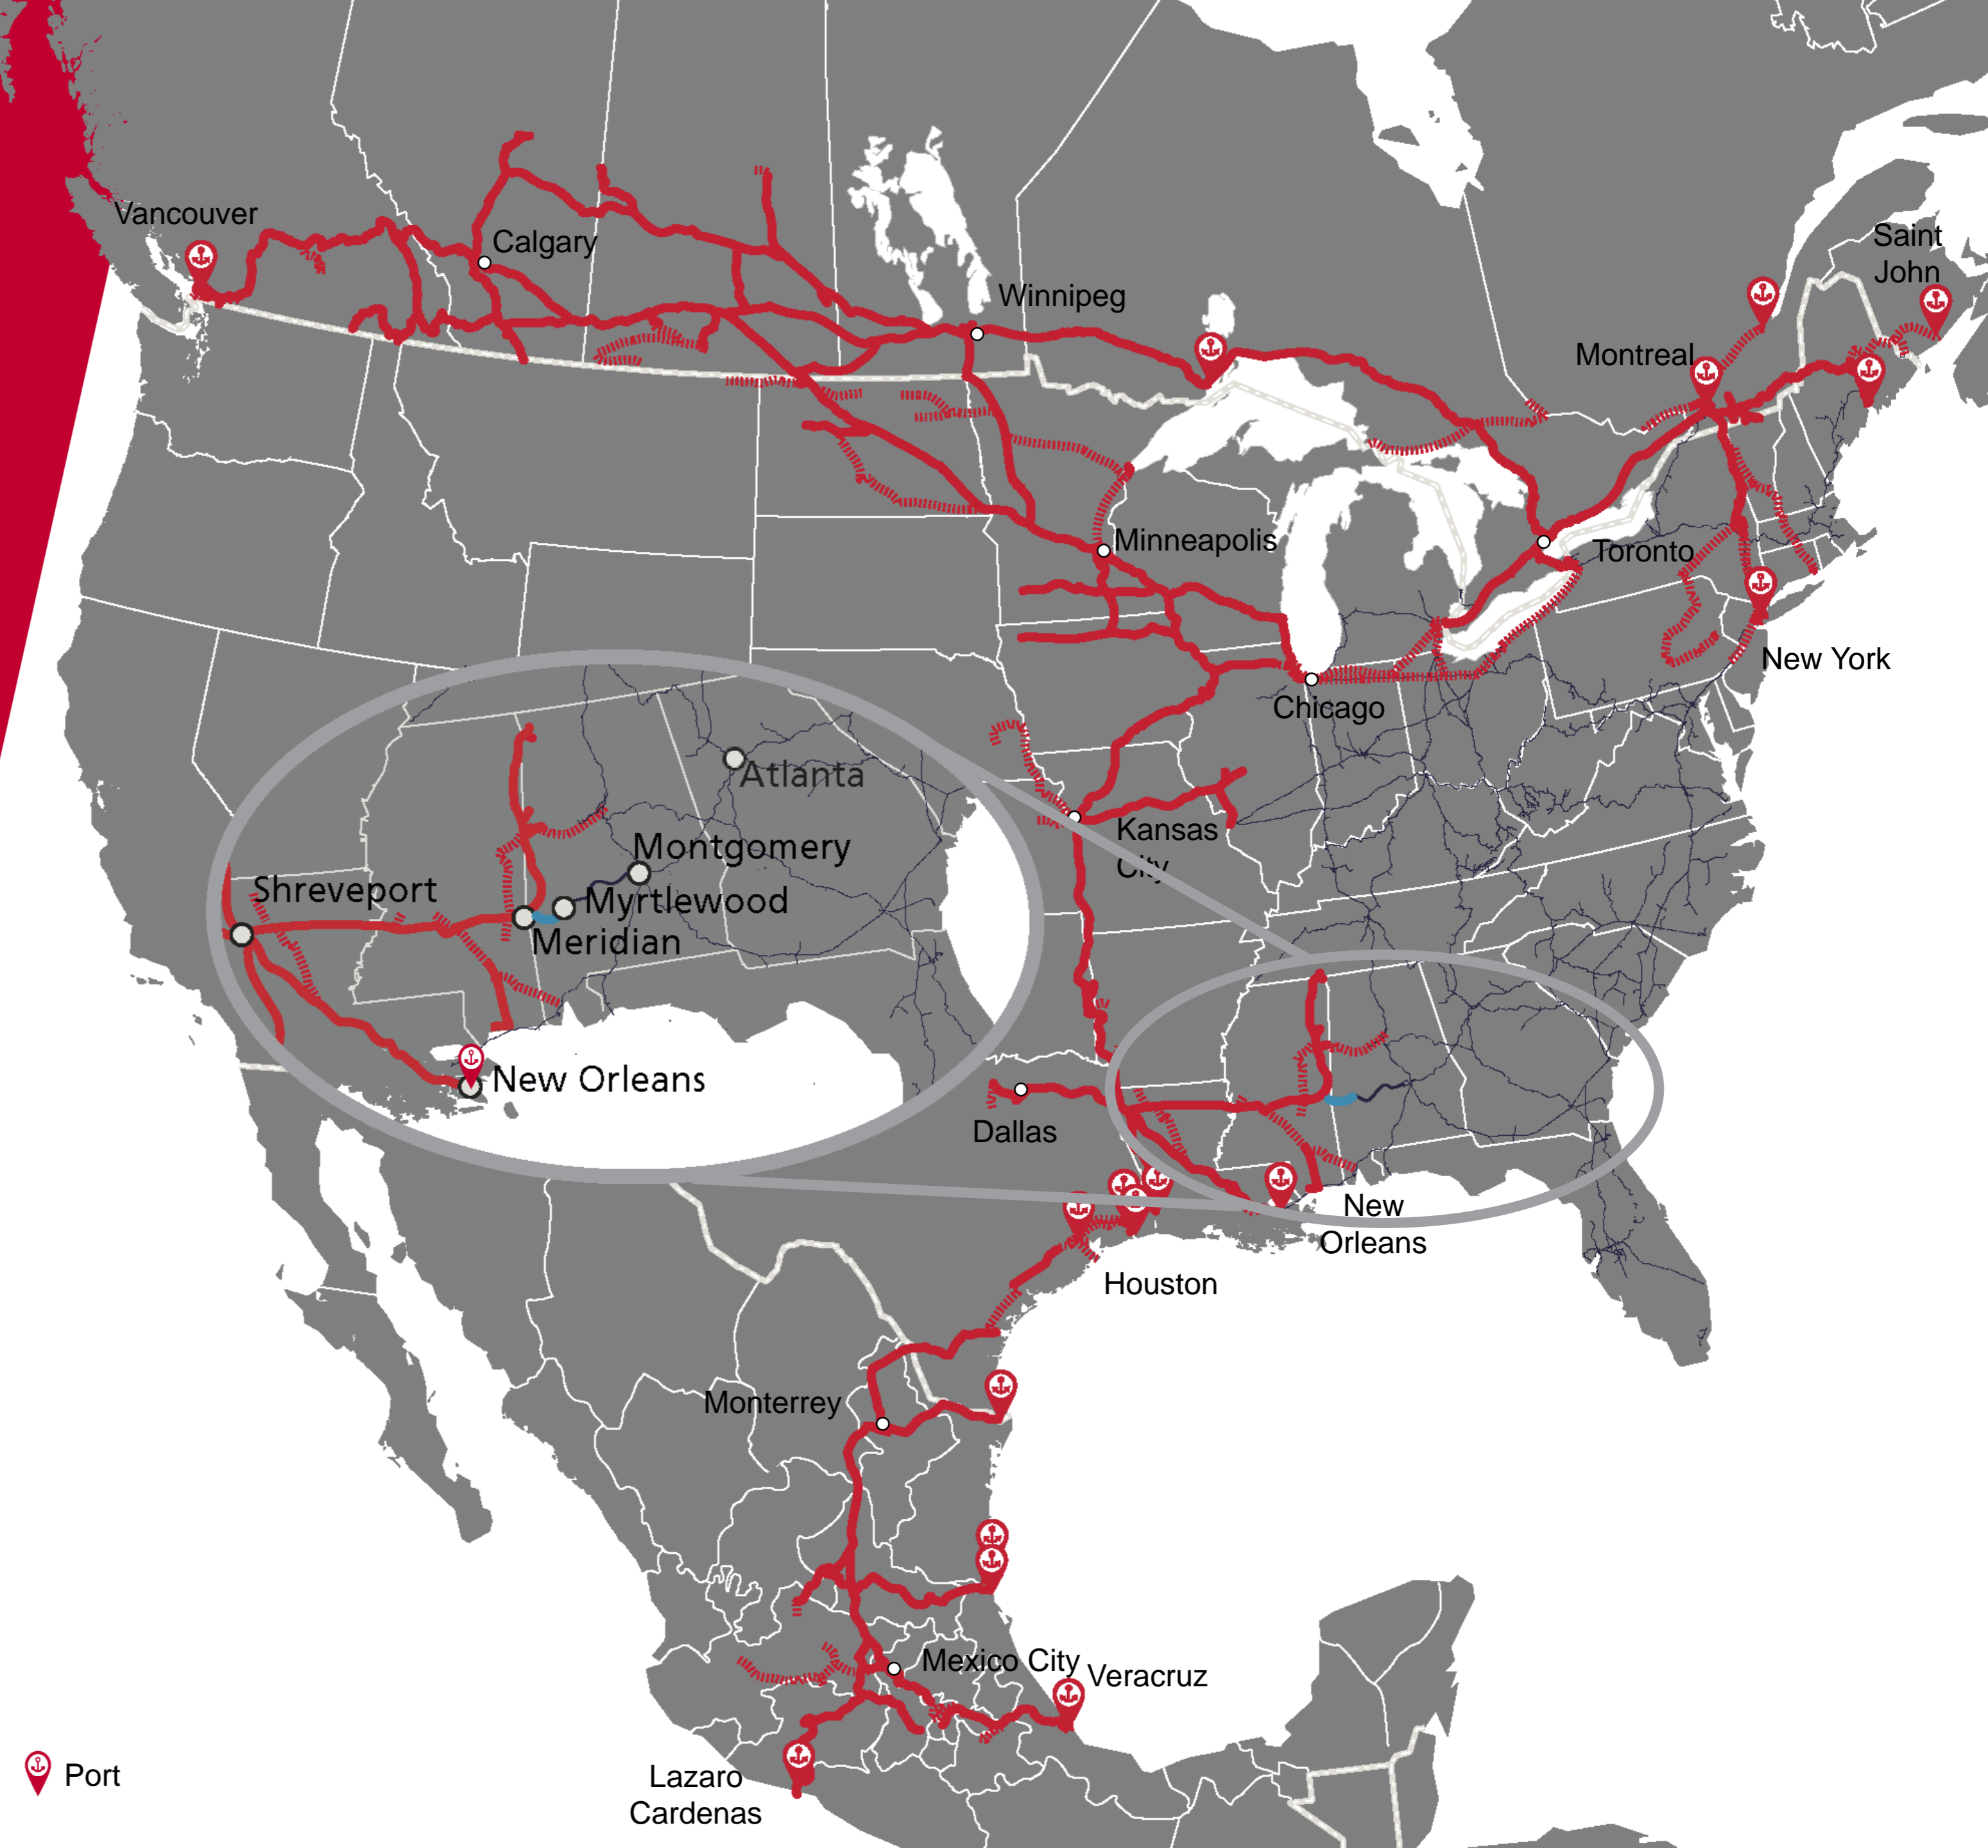 Vancouver
Calgary
Winnipeg
Saint
John
Montreal
Minneapolis
Toronto
New York
Chicago
Atlanta
Kansas
City
Montgomery
Shreveport
Myrtlewood
Meridian
New Orleans
Dallas
New
Orleans
Houston
Monterrey
Mexico City
Veracruz
Lazaro
Cardenas
Port